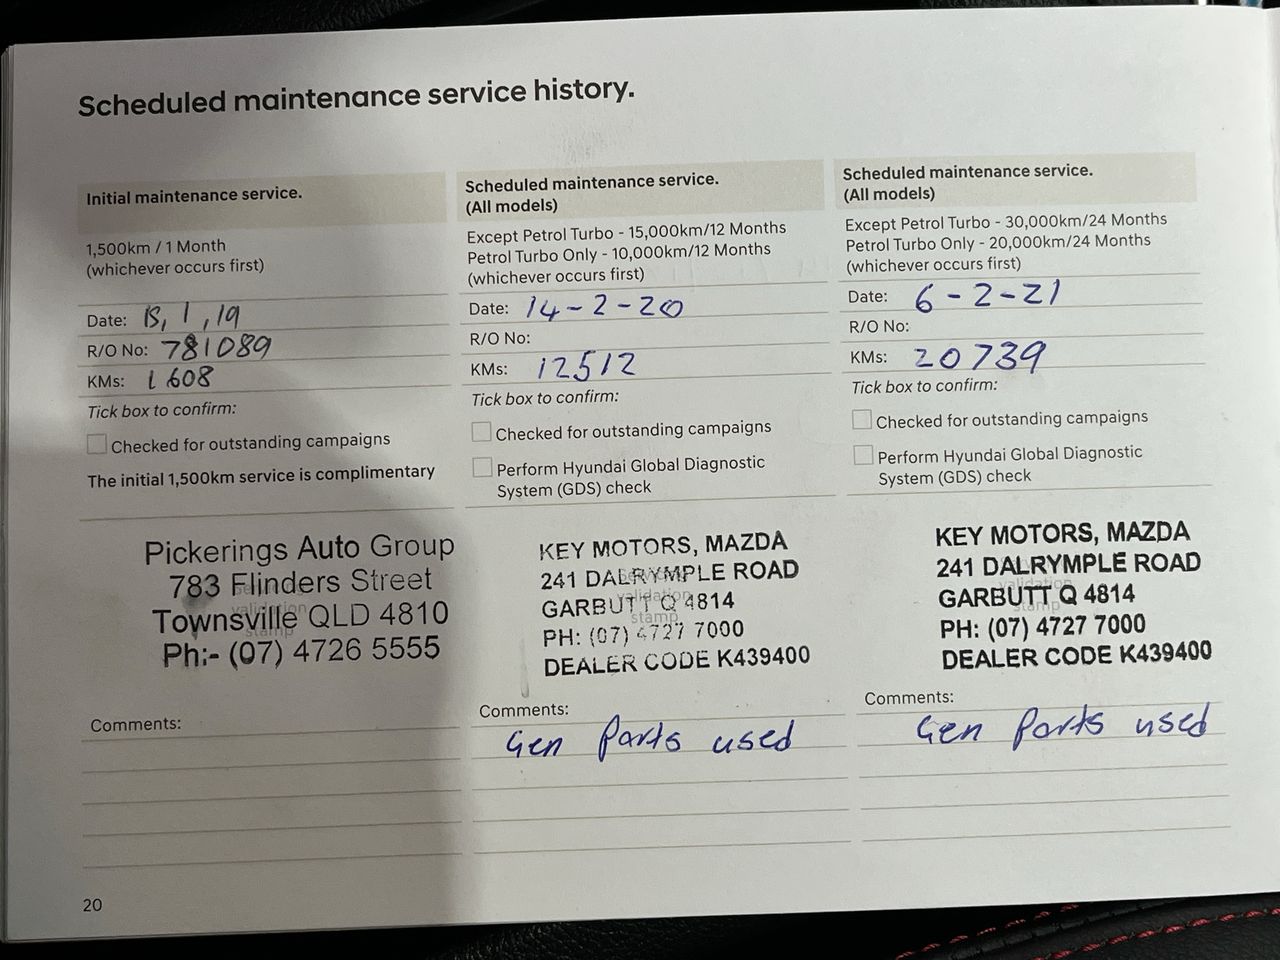 Scheduled maintenance service history.
Initial maintenance service.
1,500km / 1 Month
(whichever occurs first)
Date: 1, 19
R/O No: 781089
KMs: 1608
Tick box to confirm:
Checked for outstanding campaigns
The initial 1,500km service is complimentary
Pickerings Auto Group
783 Flinders Street
Townsville QLD 4810
Ph:- (07) 4726 5555
validation
stamp
Comments:
Scheduled maintenance service.
(All models)
Except Petrol Turbo - 15,000km/12 Months
Petrol Turbo Only - 10,000km/12 Months
(whichever occurs first)
Date: 14-2-20
R/O No:
KMs: 12512
Tick box to confirm:
Checked for outstanding campaigns
Perform Hyundai Global Diagnostic
System (GDS) check
KEY MOTORS, MAZDA
241 DALRYMPLE ROAD
GARBUTT Q 4814
PH: (07) 4727 7000
DEALER CODE K439400
validation
stamp
Comments:
Gen Parts used
Scheduled maintenance service.
(All models)
Except Petrol Turbo - 30,000km/24 Months
Petrol Turbo Only - 20,000km/24 Months
(whichever occurs first)
Date: 6-2-21
R/O No:
KMs: 20739
Tick box to confirm:
Checked for outstanding campaigns
Perform Hyundai Global Diagnostic
System (GDS) check
KEY MOTORS, MAZDA
241 DALRYMPLE ROAD
GARBUTT Q 4814
PH: (07) 4727 7000
DEALER CODE K439400
validation
stamp
Comments:
Gen Parts used
20